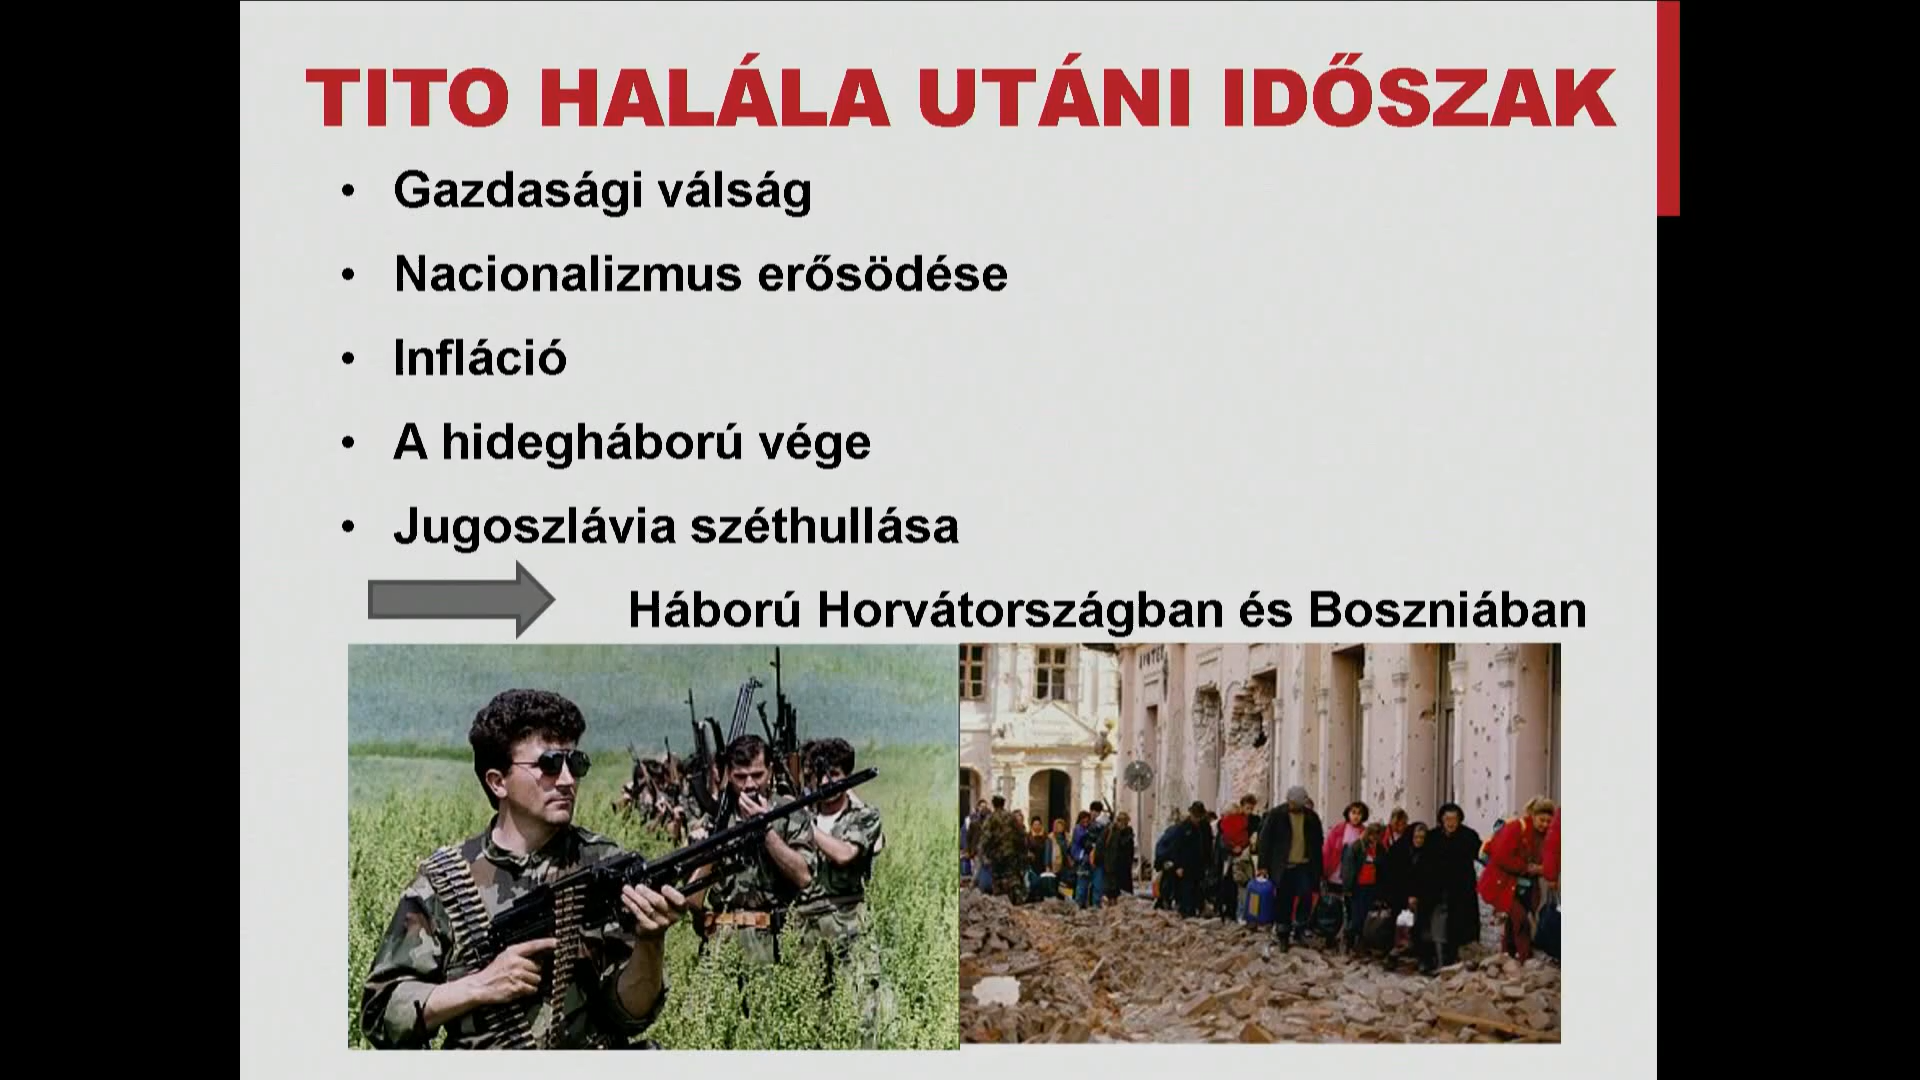 TITO HALÁLA UTÁNI IDŐSZAK
• Gazdasági válság
• Nacionalizmus erősödése
• Infláció
• A hidegháború vége
• Jugoszlávia széthullása
Háború Horvátországban és Boszniában